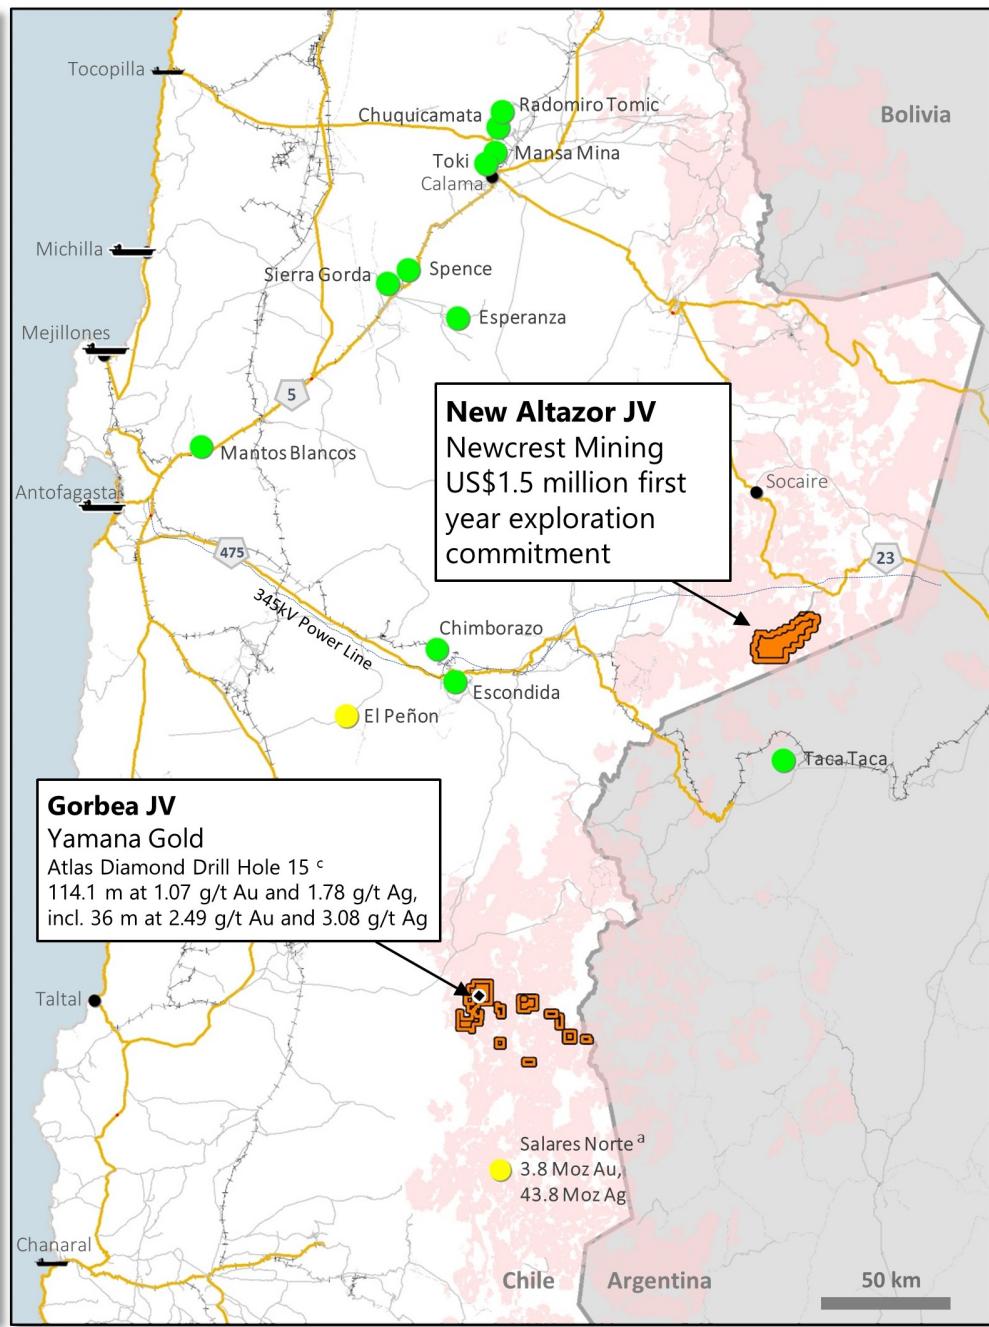 Tocopilla
Bolivia
Radomiro Tomic
Chuquicamata
Mansa Mina
Toki
Calama
Michilla
Sierra Gorda
Spence
Esperanza
Mejillones
5
New Altazor JV
Newcrest Mining
US$1.5 million first
year exploration
commitment
Mantos Blancos
Socaire
Antofagasta
475
23
345kV Power Line
Chimborazo
Escondida
El Peñon
Taca Taca
Gorbea JV
Yamana Gold
Atlas Diamond Drill Hole 15 c
114.1 m at 1.07 g/t Au and 1.78 g/t Ag,
incl. 36 m at 2.49 g/t Au and 3.08 g/t Ag
Taltal
Salares Norte a
3.8 Moz Au,
43.8 Moz Ag
Chanaral
Chile
Argentina
50 km